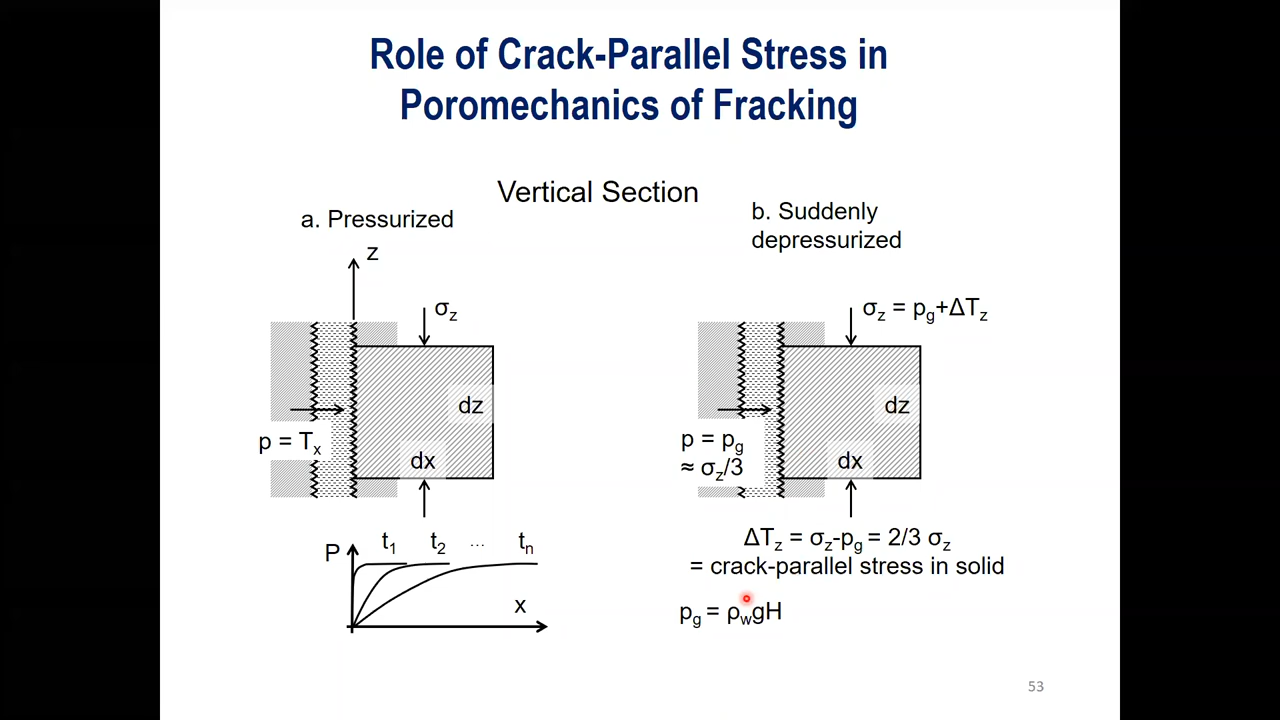 Role of Crack-Parallel Stress in
Poromechanics of Fracking
Vertical Section
a. Pressurized
z
σz
dz
p = Tx
dx
P
t1 t2 ... tn
x
b. Suddenly
depressurized
σz = pg+ΔTz
dz
p = pg
≈ σz/3
dx
ΔTz = σz-pg = 2/3 σz
= crack-parallel stress in solid
pg = ρwgH
53